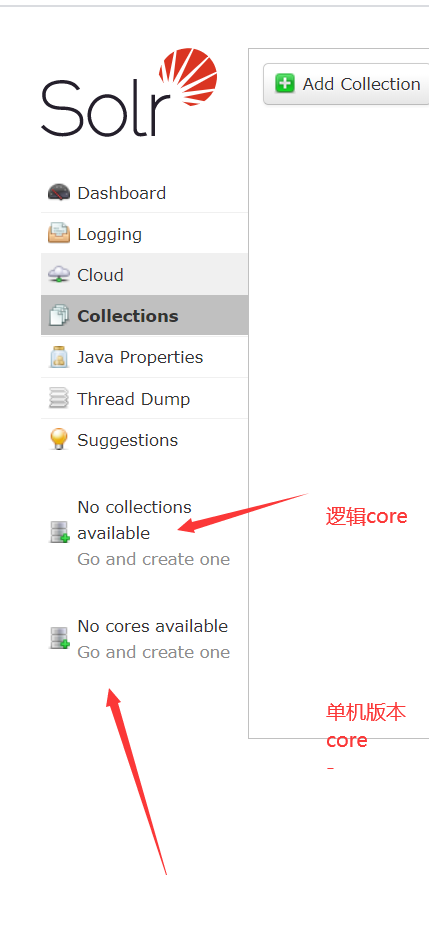 Solr
Add Collection
Dashboard
Logging
Cloud
Collections
Java Properties
Thread Dump
Suggestions
No collections
available
Go and create one
逻辑core
No cores available
Go and create one
单机版本
core
-